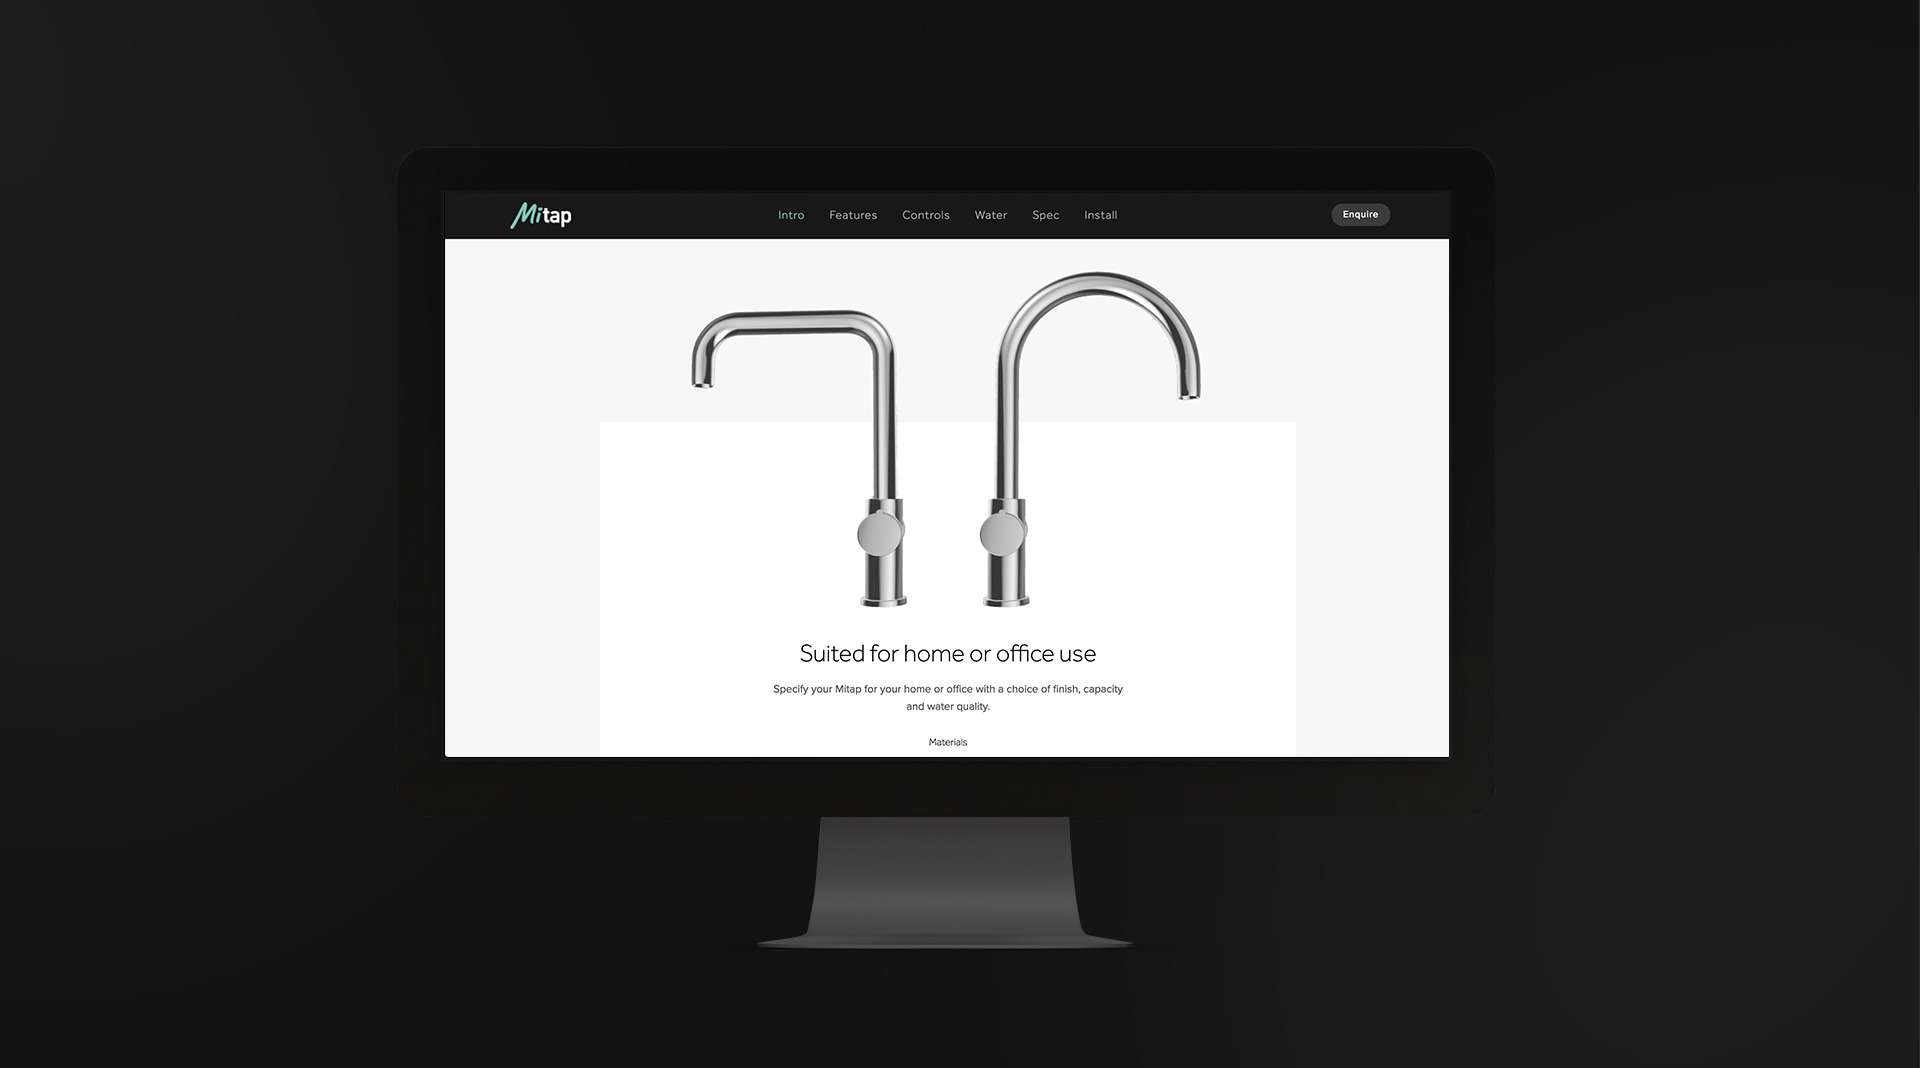 Mitap
Intro
Features
Controls
Water
Spec
Install
Enquire
Suited for home or office use
Specify your Mitap for your home or office with a choice of finish, capacity
and water quality.
Materials